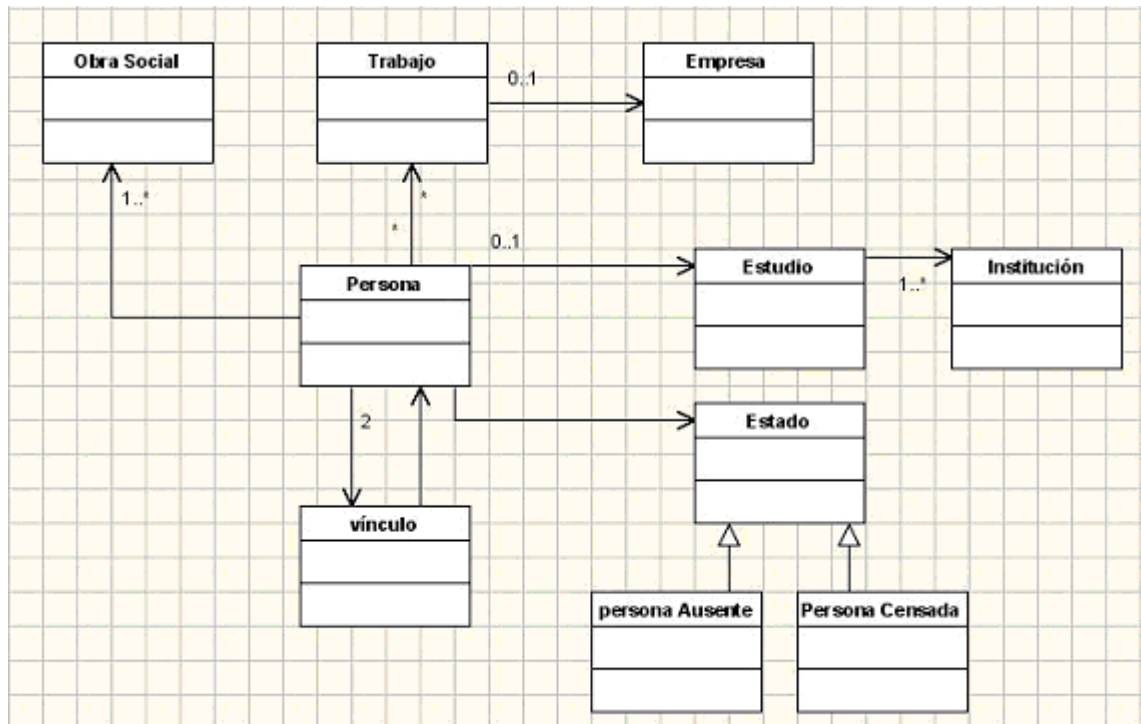 Obra Social
Trabajo
Empresa
0..1
1..*
*
*
0..1
Persona
Estudio
Institución
1..*
2
Estado
vínculo
persona Ausente
Persona Censada